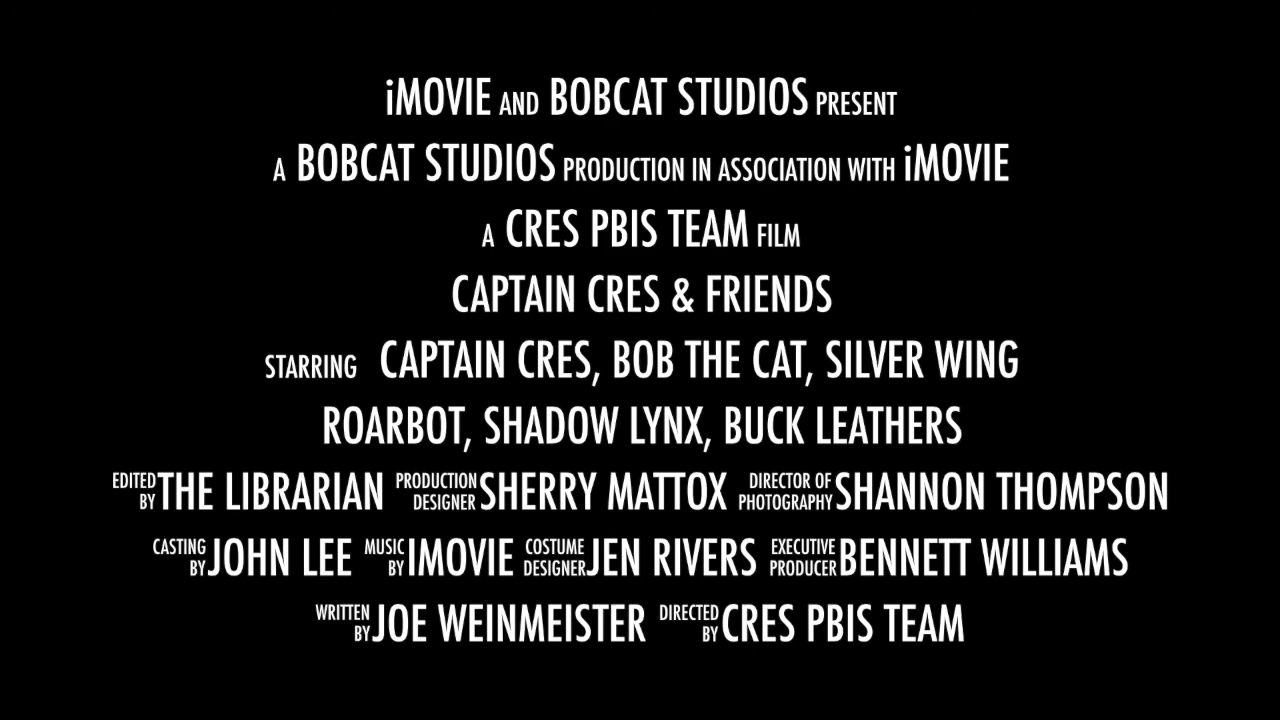 iMOVIE AND BOBCAT STUDIOS PRESENT
A BOBCAT STUDIOS PRODUCTION IN ASSOCIATION WITH iMOVIE
A CRES PBIS TEAM FILM
CAPTAIN CRES & FRIENDS
STARRING CAPTAIN CRES, BOB THE CAT, SILVER WING
ROARBOT, SHADOW LYNX, BUCK LEATHERS
EDITED BY THE LIBRARIAN PRODUCTION DESIGNER SHERRY MATTOX DIRECTOR OF PHOTOGRAPHY SHANNON THOMPSON
CASTING BY JOHN LEE MUSIC BY IMOVIE COSTUME DESIGNER JEN RIVERS EXECUTIVE PRODUCER BENNETT WILLIAMS
WRITTEN BY JOE WEINMEISTER DIRECTED BY CRES PBIS TEAM